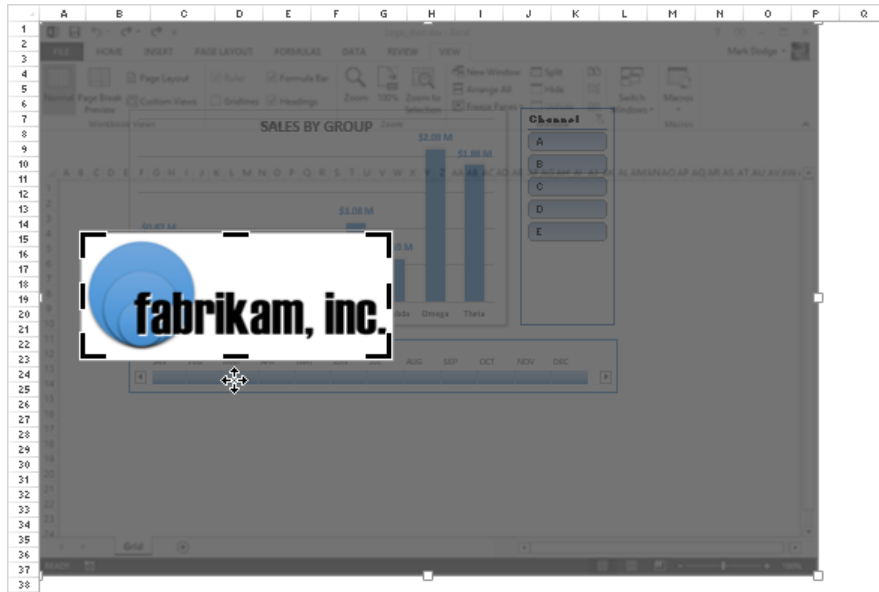 A B C D E F G H I J K L M N O P Q
1
2
3
4
5
6
7
8
9
10
11
12
13
14
15
16
17
18
19
20
21
22
23
24
25
26
27
28
29
30
31
32
33
34
35
36
37
38
FILE HOME INSERT PAGE LAYOUT FORMULAS DATA REVIEW VIEW Mark Dodge
Normal Page Break Preview Page Layout Custom Views
Ruler Formula Bar
Gridlines Headings
Zoom 100% Zoom to Selection
New Window
Arrange All
Freeze Panes
Split
Hide
Switch Windows
Macros
Workbook Views Zoom Macros
SALES BY GROUP
$2.09 M
$1.88 M
$1.08 M
Omega Theta
Channel
A
B
C
D
E
fabrikam, inc.
AUG SEP OCT NOV DEC
Grid
READY 100%